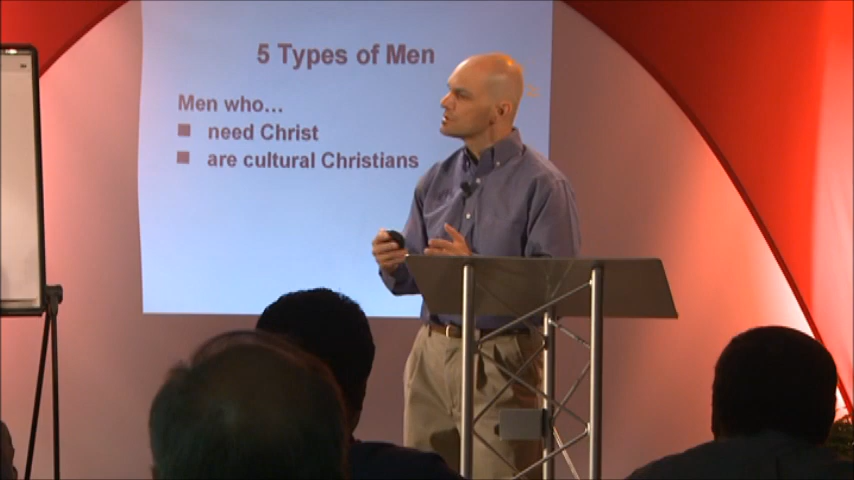 5 Types of Men
Men who...
need Christ
are cultural Christians